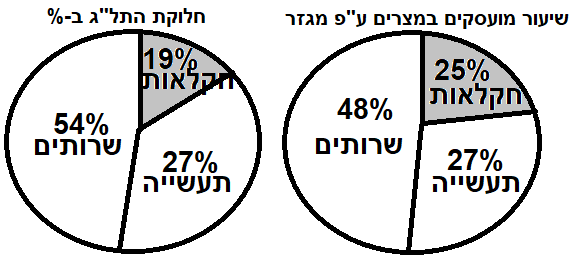 שיעור מועסקים במצרים ע"פ מגזר
25%
חקלאות
48%
שרותים
27%
תעשייה
חלוקת התל"ג ב-%
19%
חקלאות
54%
שרותים
27%
תעשייה